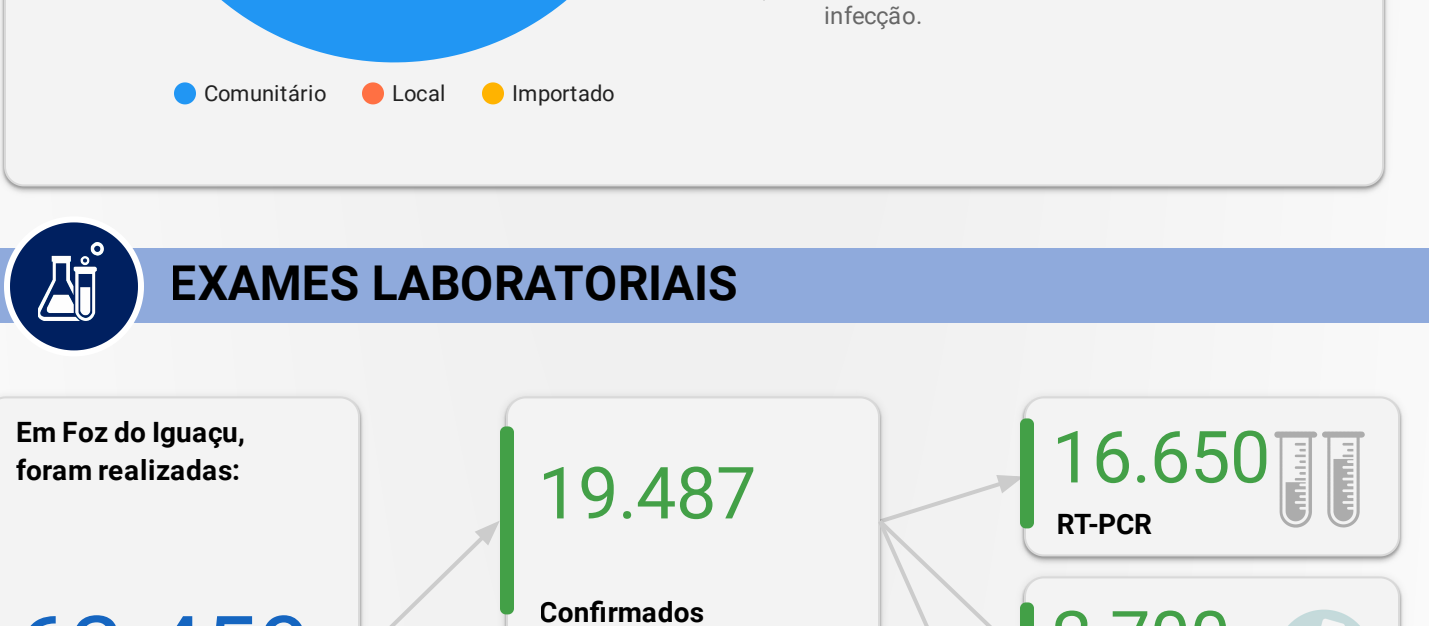 infecção.
Comunitário
Local
Importado
EXAMES LABORATORIAIS
Em Foz do Iguaçu,
foram realizadas:
19.487
Confirmados
16.650
RT-PCR